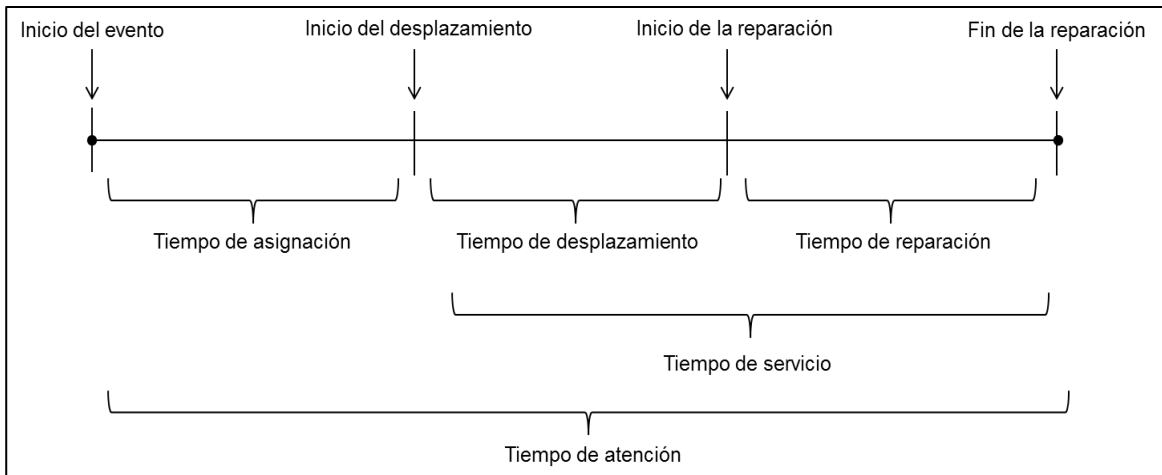 Inicio del evento
Inicio del desplazamiento
Inicio de la reparación
Fin de la reparación
Tiempo de asignación
Tiempo de desplazamiento
Tiempo de reparación
Tiempo de servicio
Tiempo de atención